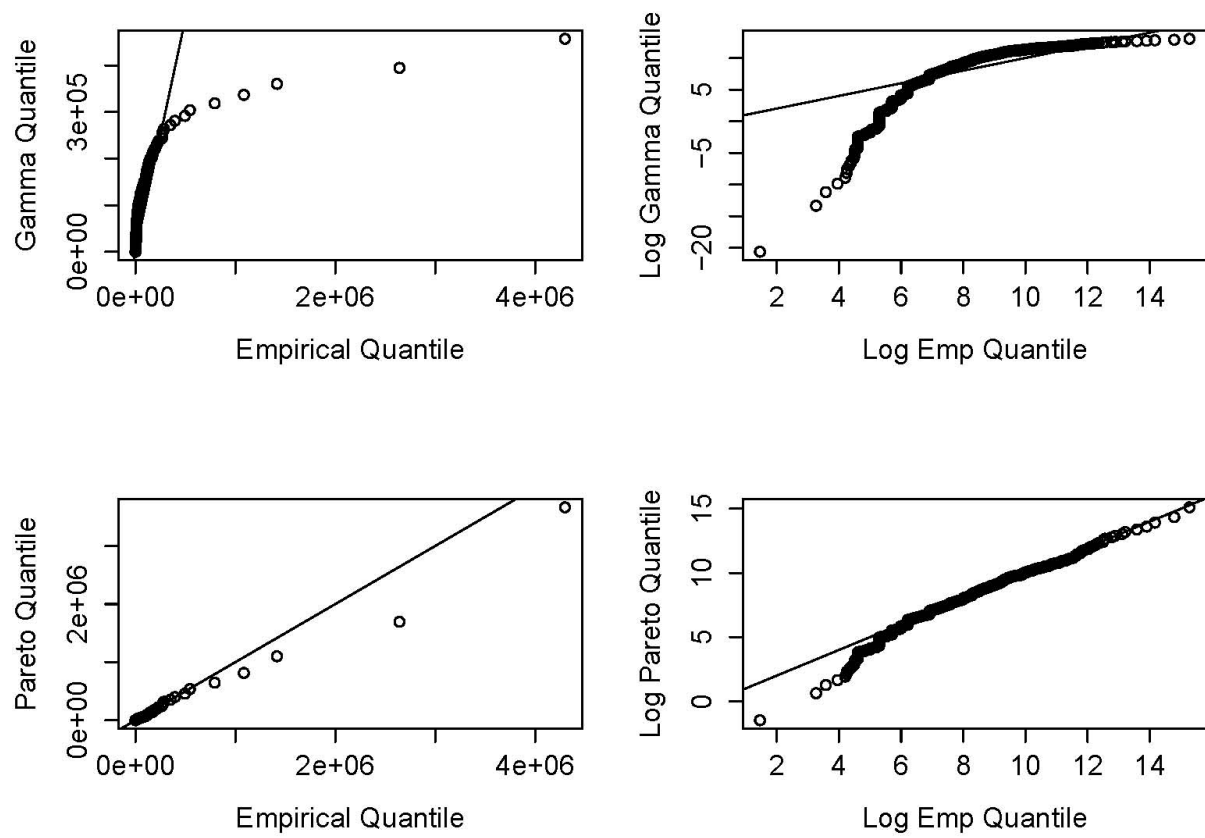 Gamma Quantile
0e+00 3e+05
0e+00 2e+06 4e+06
Empirical Quantile
Log Gamma Quantile
−20 −5 5
2 4 6 8 10 12 14
Log Emp Quantile
Pareto Quantile
0e+00 2e+06
0e+00 2e+06 4e+06
Empirical Quantile
Log Pareto Quantile
0 5 10 15
2 4 6 8 10 12 14
Log Emp Quantile